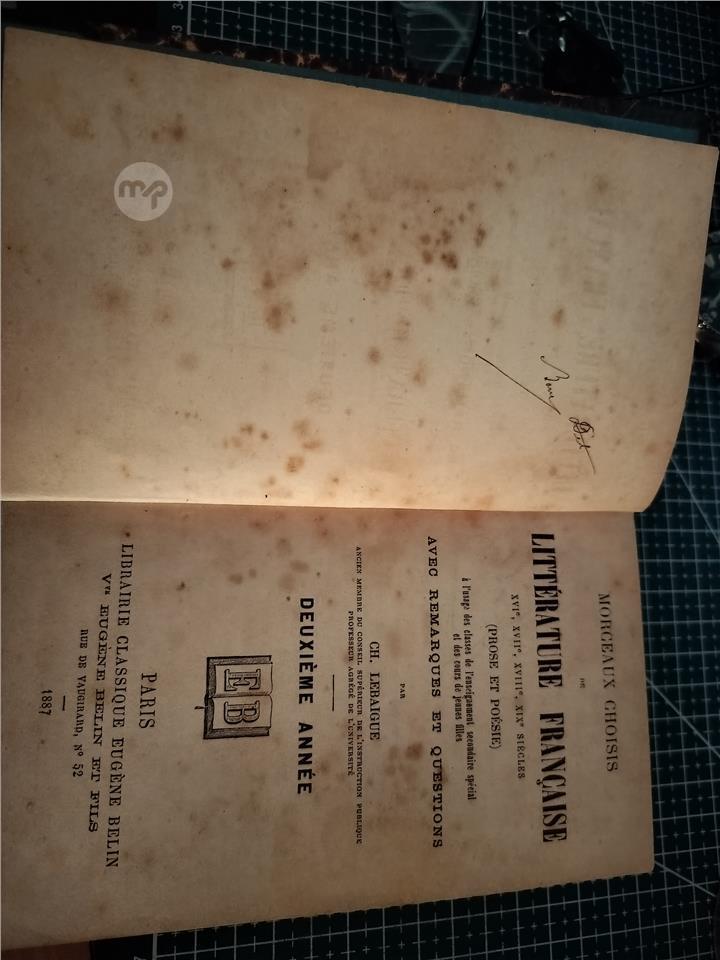 MORCEAUX CHOISIS
DE
LITTÉRATURE FRANÇAISE
XVIe, XVIIe, XVIIIe, XIXe SIÈCLES
(PROSE ET POÉSIE)
à l'usage des classes de l'enseignement secondaire spécial
et des cours de jeunes filles
AVEC REMARQUES ET QUESTIONS
PAR
CH. LEBAIGUE
ANCIEN MEMBRE DU CONSEIL SUPÉRIEUR DE L'INSTRUCTION PUBLIQUE
PROFESSEUR AGRÉGÉ DE L'UNIVERSITÉ
DEUXIÈME ANNÉE
EB
PARIS
LIBRAIRIE CLASSIQUE EUGÈNE BELIN
Vve EUGÈNE BELIN ET FILS
RUE DE VAUGIRARD, No 52
1887